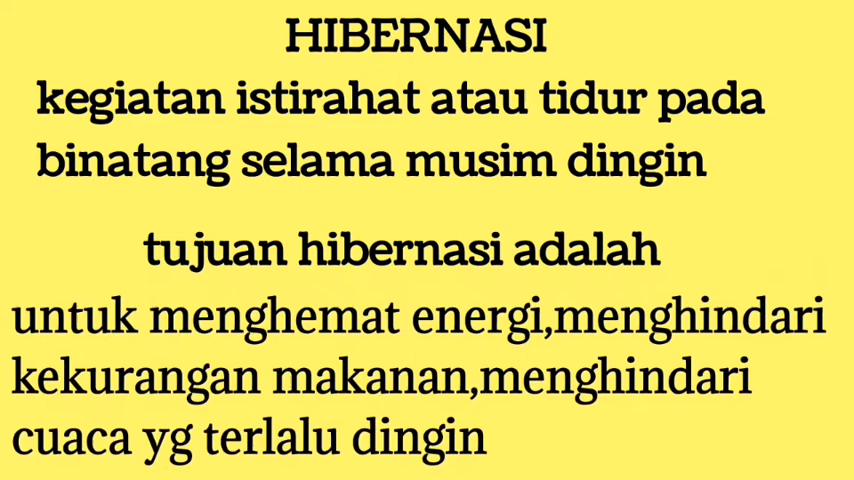 HIBERNASI
kegiatan istirahat atau tidur pada
binatang selama musim dingin
tujuan hibernasi adalah
untuk menghemat energi,menghindari
kekurangan makanan,menghindari
cuaca yg terlalu dingin